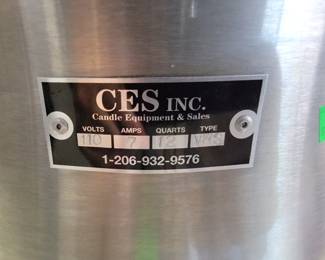 CES INC.
Candle Equipment & Sales
VOLTS AMPS QUARTS TYPE
110 7 12
1-206-932-9576